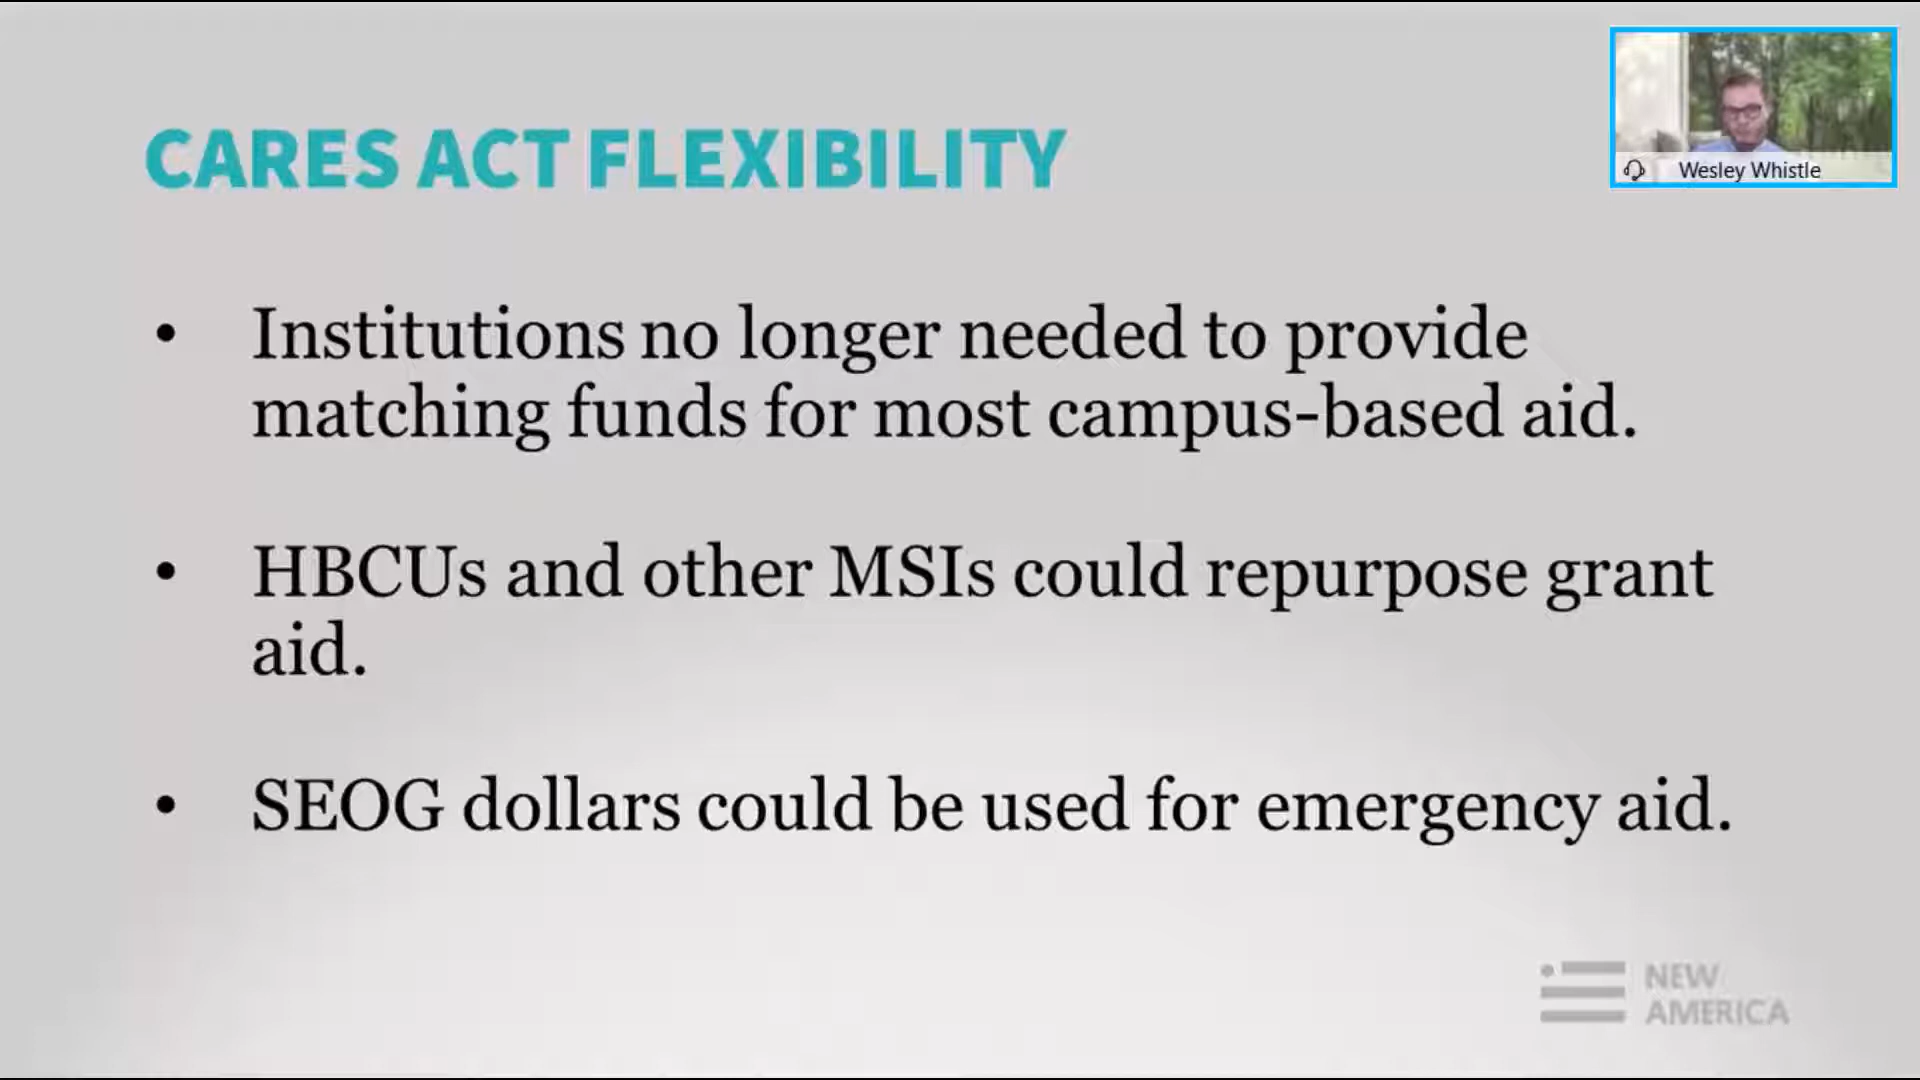 CARES ACT FLEXIBILITY
Wesley Whistle
• Institutions no longer needed to provide
matching funds for most campus-based aid.
• HBCUs and other MSIs could repurpose grant
aid.
• SEOG dollars could be used for emergency aid.
NEW
AMERICA